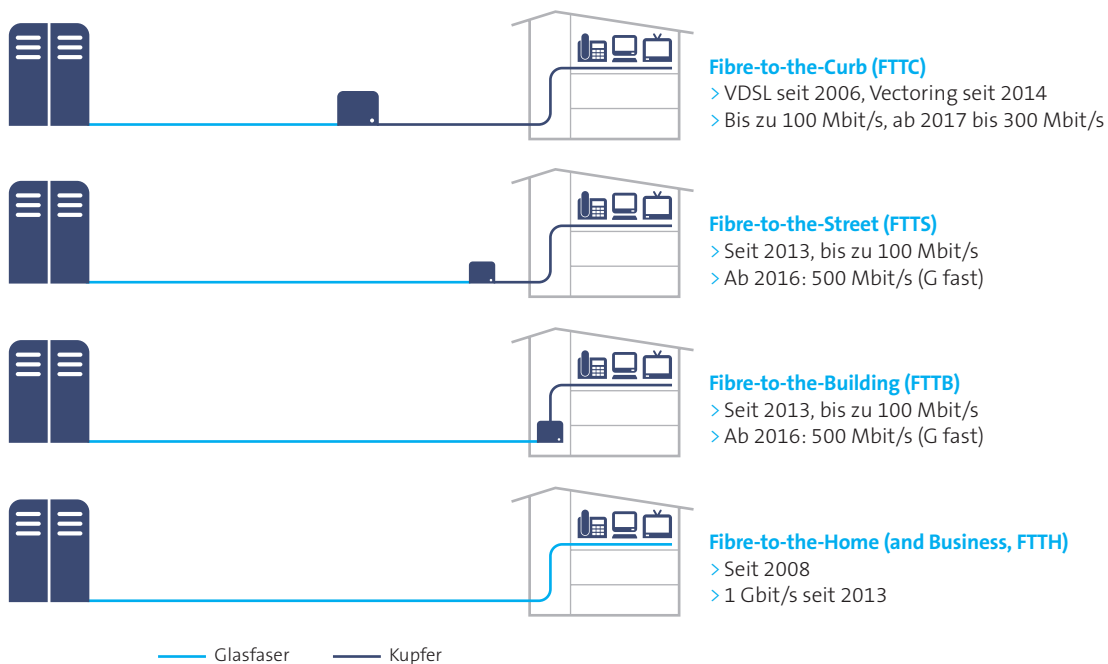 Fibre-to-the-Curb (FTTC)
> VDSL seit 2006, Vectoring seit 2014
> Bis zu 100 Mbit/s, ab 2017 bis 300 Mbit/s
Fibre-to-the-Street (FTTS)
> Seit 2013, bis zu 100 Mbit/s
> Ab 2016: 500 Mbit/s (G fast)
Fibre-to-the-Building (FTTB)
> Seit 2013, bis zu 100 Mbit/s
> Ab 2016: 500 Mbit/s (G fast)
Fibre-to-the-Home (and Business, FTTH)
> Seit 2008
> 1 Gbit/s seit 2013
Glasfaser Kupfer